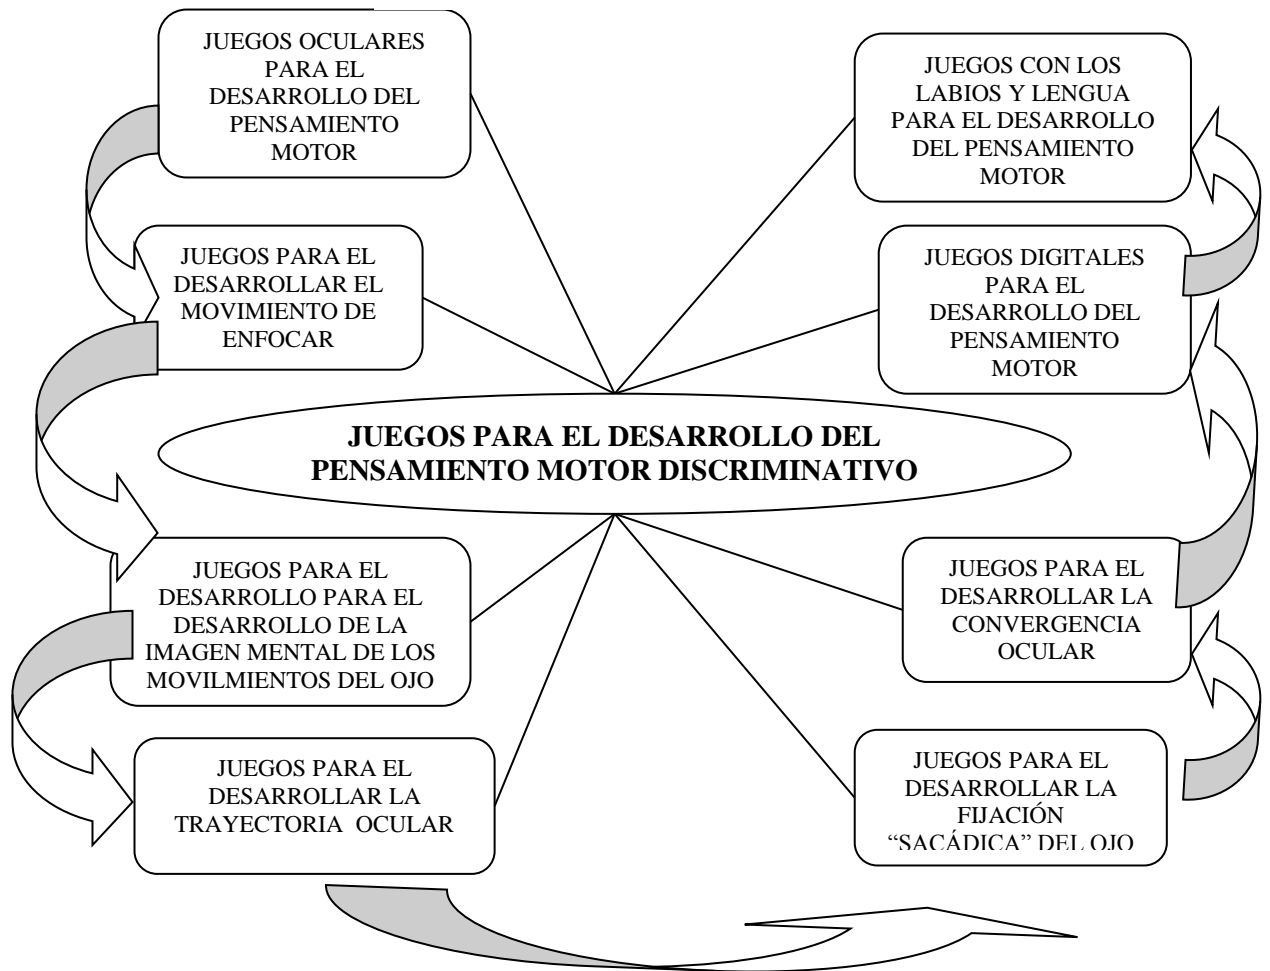 JUEGOS OCULARES
PARA EL
DESARROLLO DEL
PENSAMIENTO
MOTOR
JUEGOS PARA EL
DESARROLLAR EL
MOVIMIENTO DE
ENFOCAR
JUEGOS PARA EL DESARROLLO DEL
PENSAMIENTO MOTOR DISCRIMINATIVO
JUEGOS PARA EL
DESARROLLO PARA EL
DESARROLLO DE LA
IMAGEN MENTAL DE LOS
MOVILMIENTOS DEL OJO
JUEGOS PARA EL
DESARROLLAR LA
TRAYECTORIA OCULAR
JUEGOS PARA EL
DESARROLLAR LA
FIJACIÓN
“SACÁDICA” DEL OJO
JUEGOS PARA EL
DESARROLLAR LA
CONVERGENCIA
OCULAR
JUEGOS DIGITALES
PARA EL
DESARROLLO DEL
PENSAMIENTO
MOTOR
JUEGOS CON LOS
LABIOS Y LENGUA
PARA EL DESARROLLO
DEL PENSAMIENTO
MOTOR